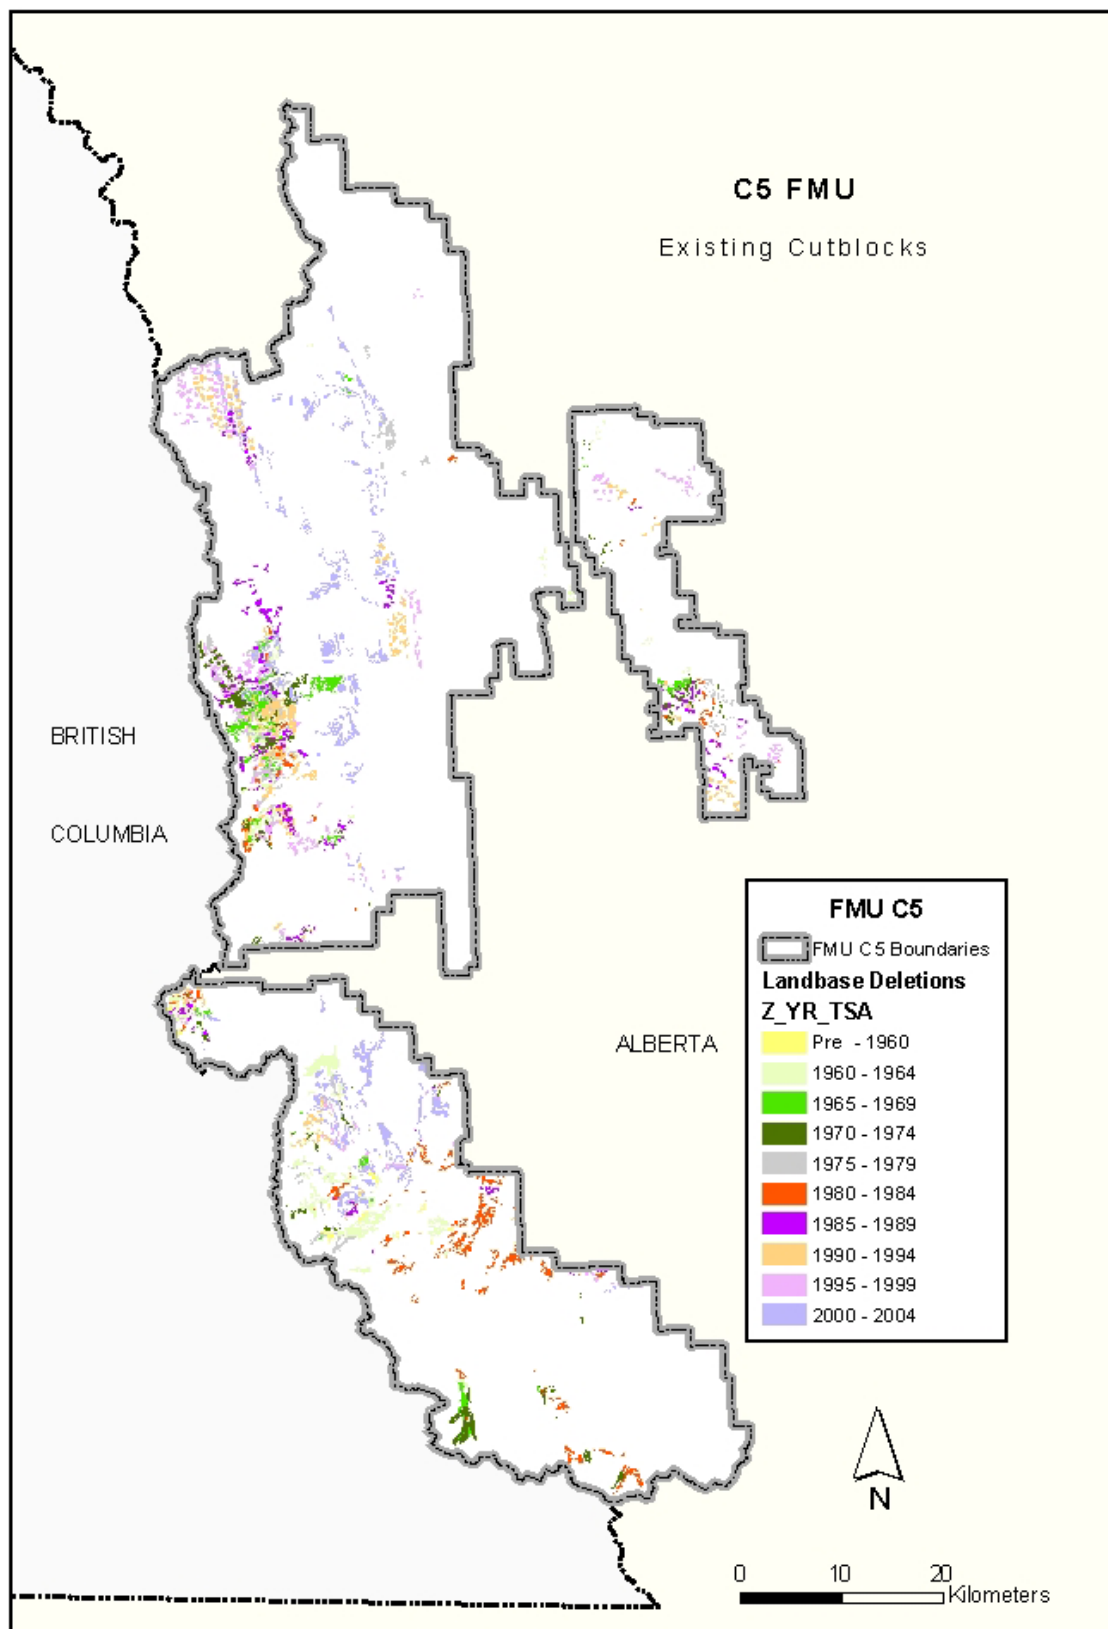 C5 FMU
Existing Cutblocks
BRITISH
COLUMBIA
ALBERTA
FMU C5
FMU C5 Boundaries
Landbase Deletions
Z_YR_TSA
Pre - 1960
1960 - 1964
1965 - 1969
1970 - 1974
1975 - 1979
1980 - 1984
1985 - 1989
1990 - 1994
1995 - 1999
2000 - 2004
N
0 10 20
Kilometers